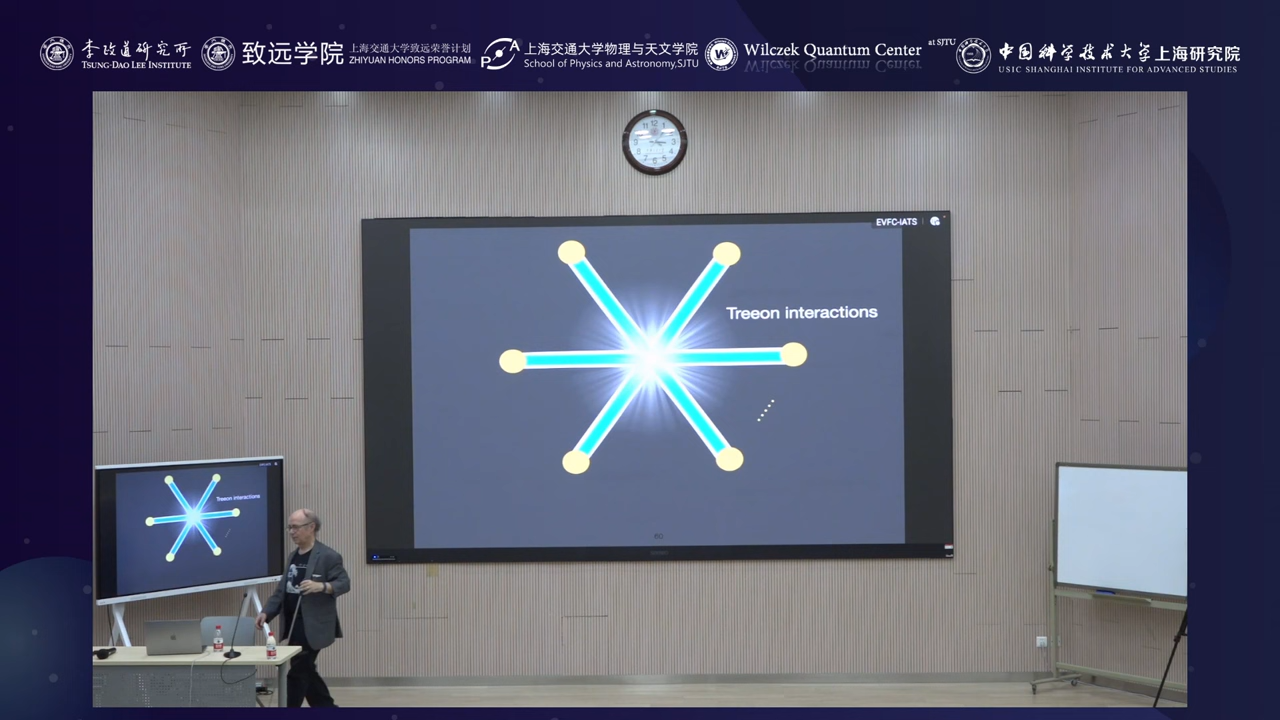 李政道研究所
TSUNG-DAO LEE INSTITUTE
致远学院
上海交通大学致远荣誉计划
ZHIYUAN HONORS PROGRAM
上海交通大学物理与天文学院
School of Physics and Astronomy,SJTU
Wilczek Quantum Center
at SJTU
中国科学技术大学上海研究院
USTC SHANGHAI INSTITUTE FOR ADVANCED STUDIES
EVFC-IATS
Treeon interactions
60
Treeon interactions